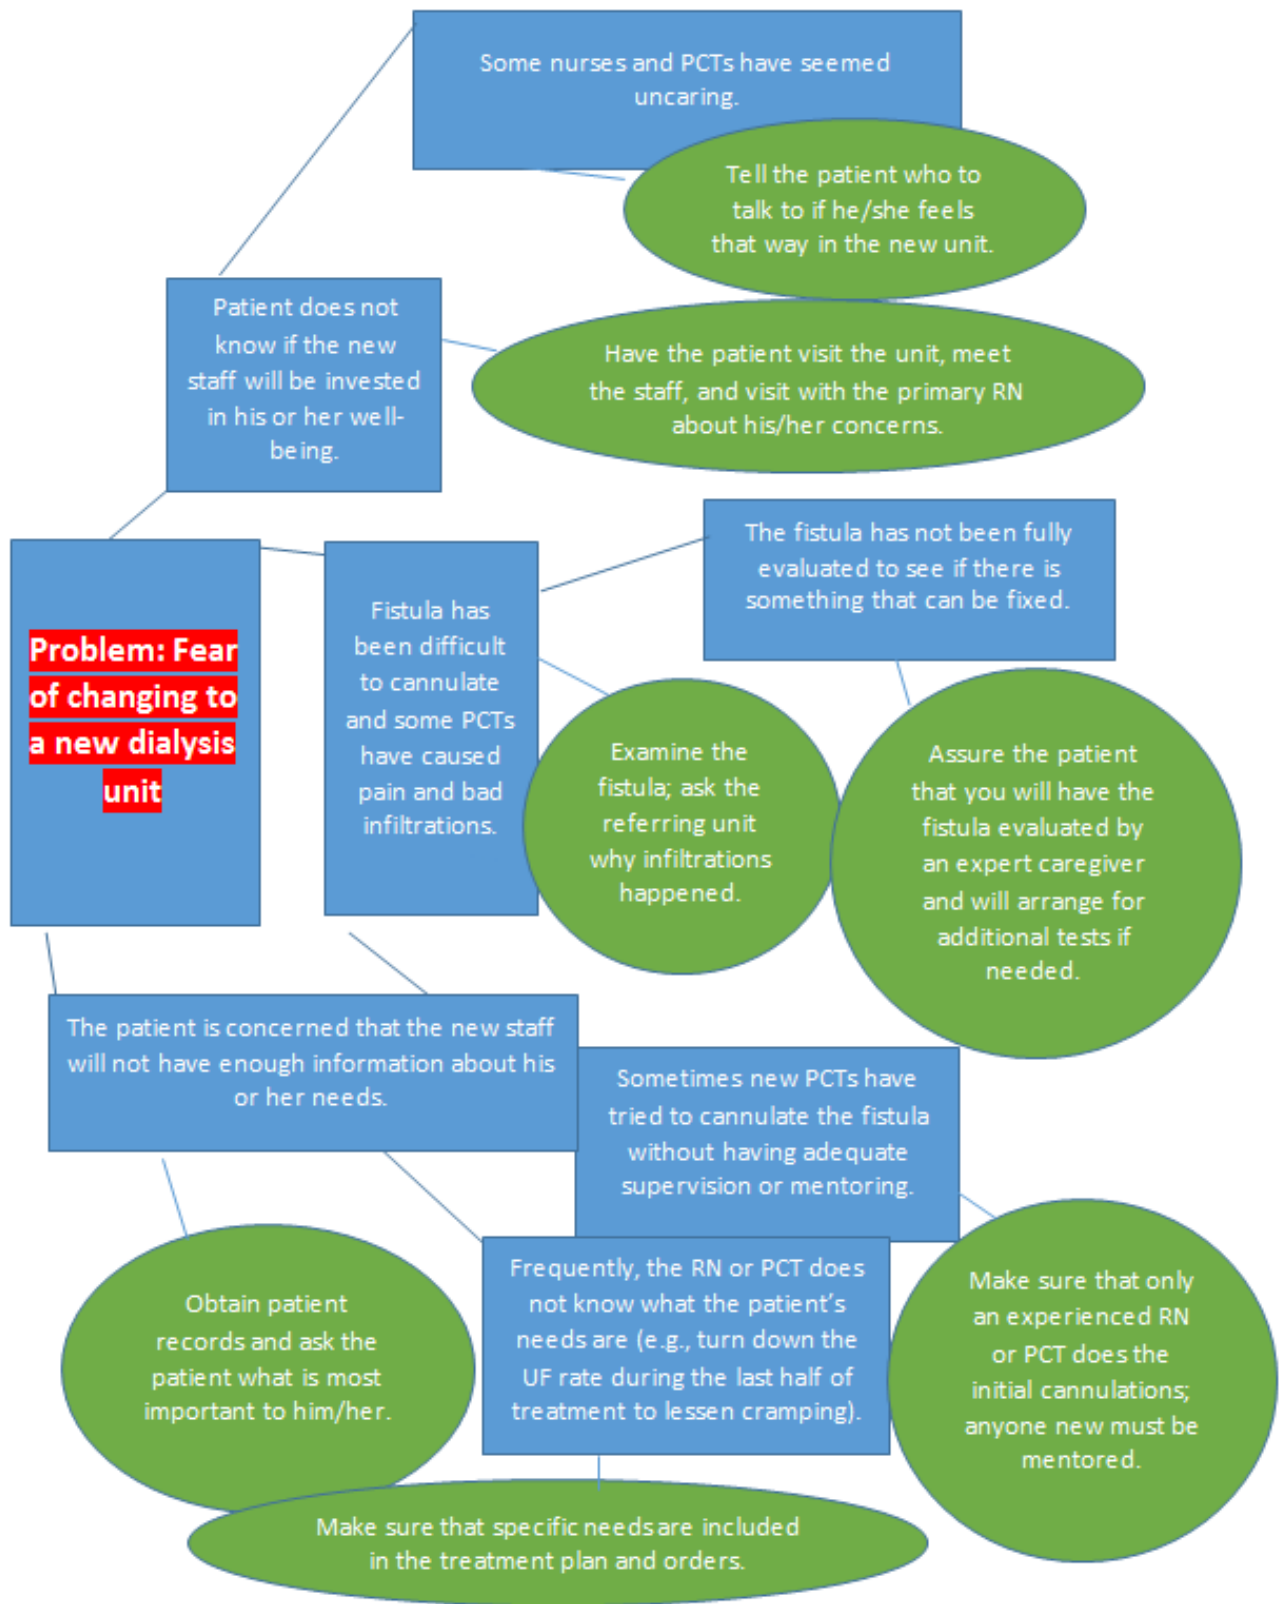 Some nurses and PCTs have seemed
uncaring.
Tell the patient who to
talk to if he/she feels
that way in the new unit.
Patient does not
know if the new
staff will be invested
in his or her well-
being.
Have the patient visit the unit, meet
the staff, and visit with the primary RN
about his/her concerns.
The fistula has not been fully
evaluated to see if there is
something that can be fixed.
Problem: Fear
of changing to
a new dialysis
unit
Fistula has
been difficult
to cannulate
and some PCTs
have caused
pain and bad
infiltrations.
Examine the
fistula; ask the
referring unit
why infiltrations
happened.
Assure the patient
that you will have the
fistula evaluated by
an expert caregiver
and will arrange for
additional tests if
needed.
The patient is concerned that the new staff
will not have enough information about his
or her needs.
Sometimes new PCTs have
tried to cannulate the fistula
without having adequate
supervision or mentoring.
Obtain patient
records and ask the
patient what is most
important to him/her.
Frequently, the RN or PCT does
not know what the patient’s
needs are (e.g., turn down the
UF rate during the last half of
treatment to lessen cramping).
Make sure that only
an experienced RN
or PCT does the
initial cannulations;
anyone new must be
mentored.
Make sure that specific needs are included
in the treatment plan and orders.